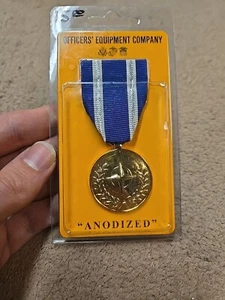 OFFICERS' EQUIPMENT COMPANY
"ANODIZED"